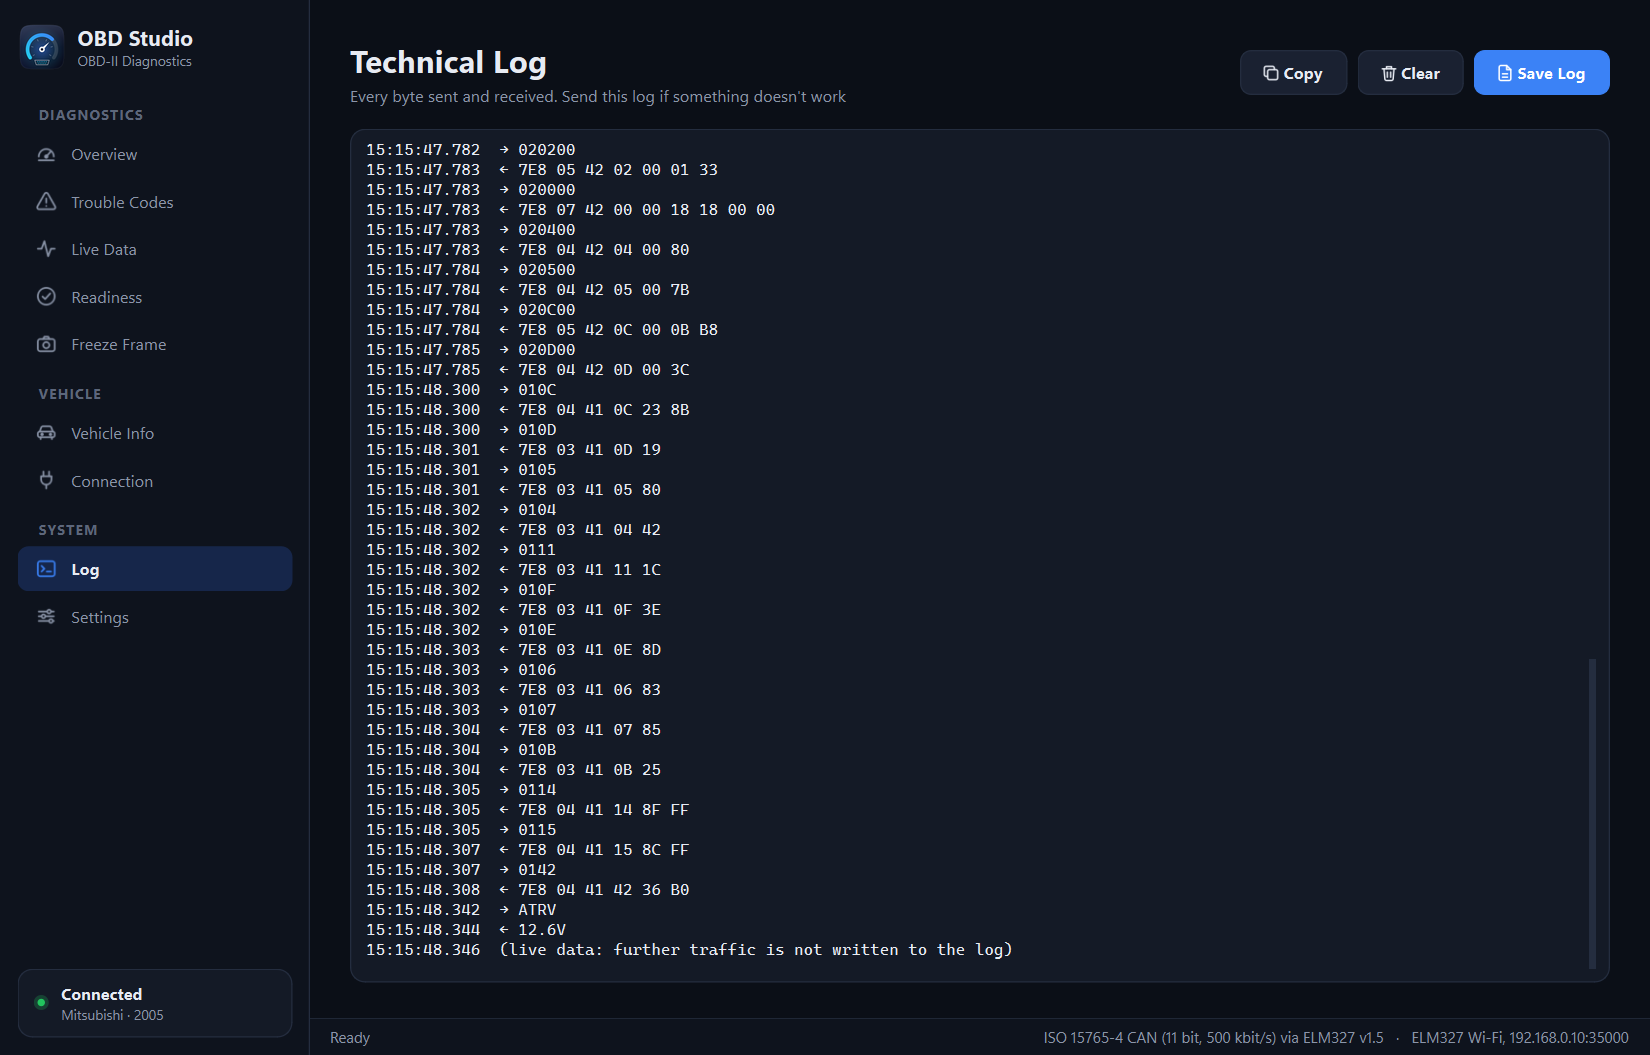 OBD Studio
OBD-II Diagnostics
DIAGNOSTICS
Overview
Trouble Codes
Live Data
Readiness
Freeze Frame
VEHICLE
Vehicle Info
Connection
SYSTEM
Log
Settings
Connected
Mitsubishi · 2005
Technical Log
Every byte sent and received. Send this log if something doesn't work
Copy
Clear
Save Log
15:15:47.782 → 020200
15:15:47.783 ← 7E8 05 42 02 00 01 33
15:15:47.783 → 020000
15:15:47.783 ← 7E8 07 42 00 00 18 18 00 00
15:15:47.783 → 020400
15:15:47.783 ← 7E8 04 42 04 00 80
15:15:47.784 → 020500
15:15:47.784 ← 7E8 04 42 05 00 7B
15:15:47.784 → 020C00
15:15:47.784 ← 7E8 05 42 0C 00 0B B8
15:15:47.785 → 020D00
15:15:47.785 ← 7E8 04 42 0D 00 3C
15:15:48.300 → 010C
15:15:48.300 ← 7E8 04 41 0C 23 8B
15:15:48.300 → 010D
15:15:48.301 ← 7E8 03 41 0D 19
15:15:48.301 → 0105
15:15:48.301 ← 7E8 03 41 05 80
15:15:48.302 → 0104
15:15:48.302 ← 7E8 03 41 04 42
15:15:48.302 → 0111
15:15:48.302 ← 7E8 03 41 11 1C
15:15:48.302 → 010F
15:15:48.302 ← 7E8 03 41 0F 3E
15:15:48.302 → 010E
15:15:48.303 ← 7E8 03 41 0E 8D
15:15:48.303 → 0106
15:15:48.303 ← 7E8 03 41 06 83
15:15:48.303 → 0107
15:15:48.304 ← 7E8 03 41 07 85
15:15:48.304 → 010B
15:15:48.304 ← 7E8 03 41 0B 25
15:15:48.305 → 0114
15:15:48.305 ← 7E8 04 41 14 8F FF
15:15:48.305 → 0115
15:15:48.307 ← 7E8 04 41 15 8C FF
15:15:48.307 → 0142
15:15:48.308 ← 7E8 04 41 42 36 B0
15:15:48.342 → ATRV
15:15:48.344 ← 12.6V
15:15:48.346 (live data: further traffic is not written to the log)
Ready
ISO 15765-4 CAN (11 bit, 500 kbit/s) via ELM327 v1.5 · ELM327 Wi-Fi, 192.168.0.10:35000